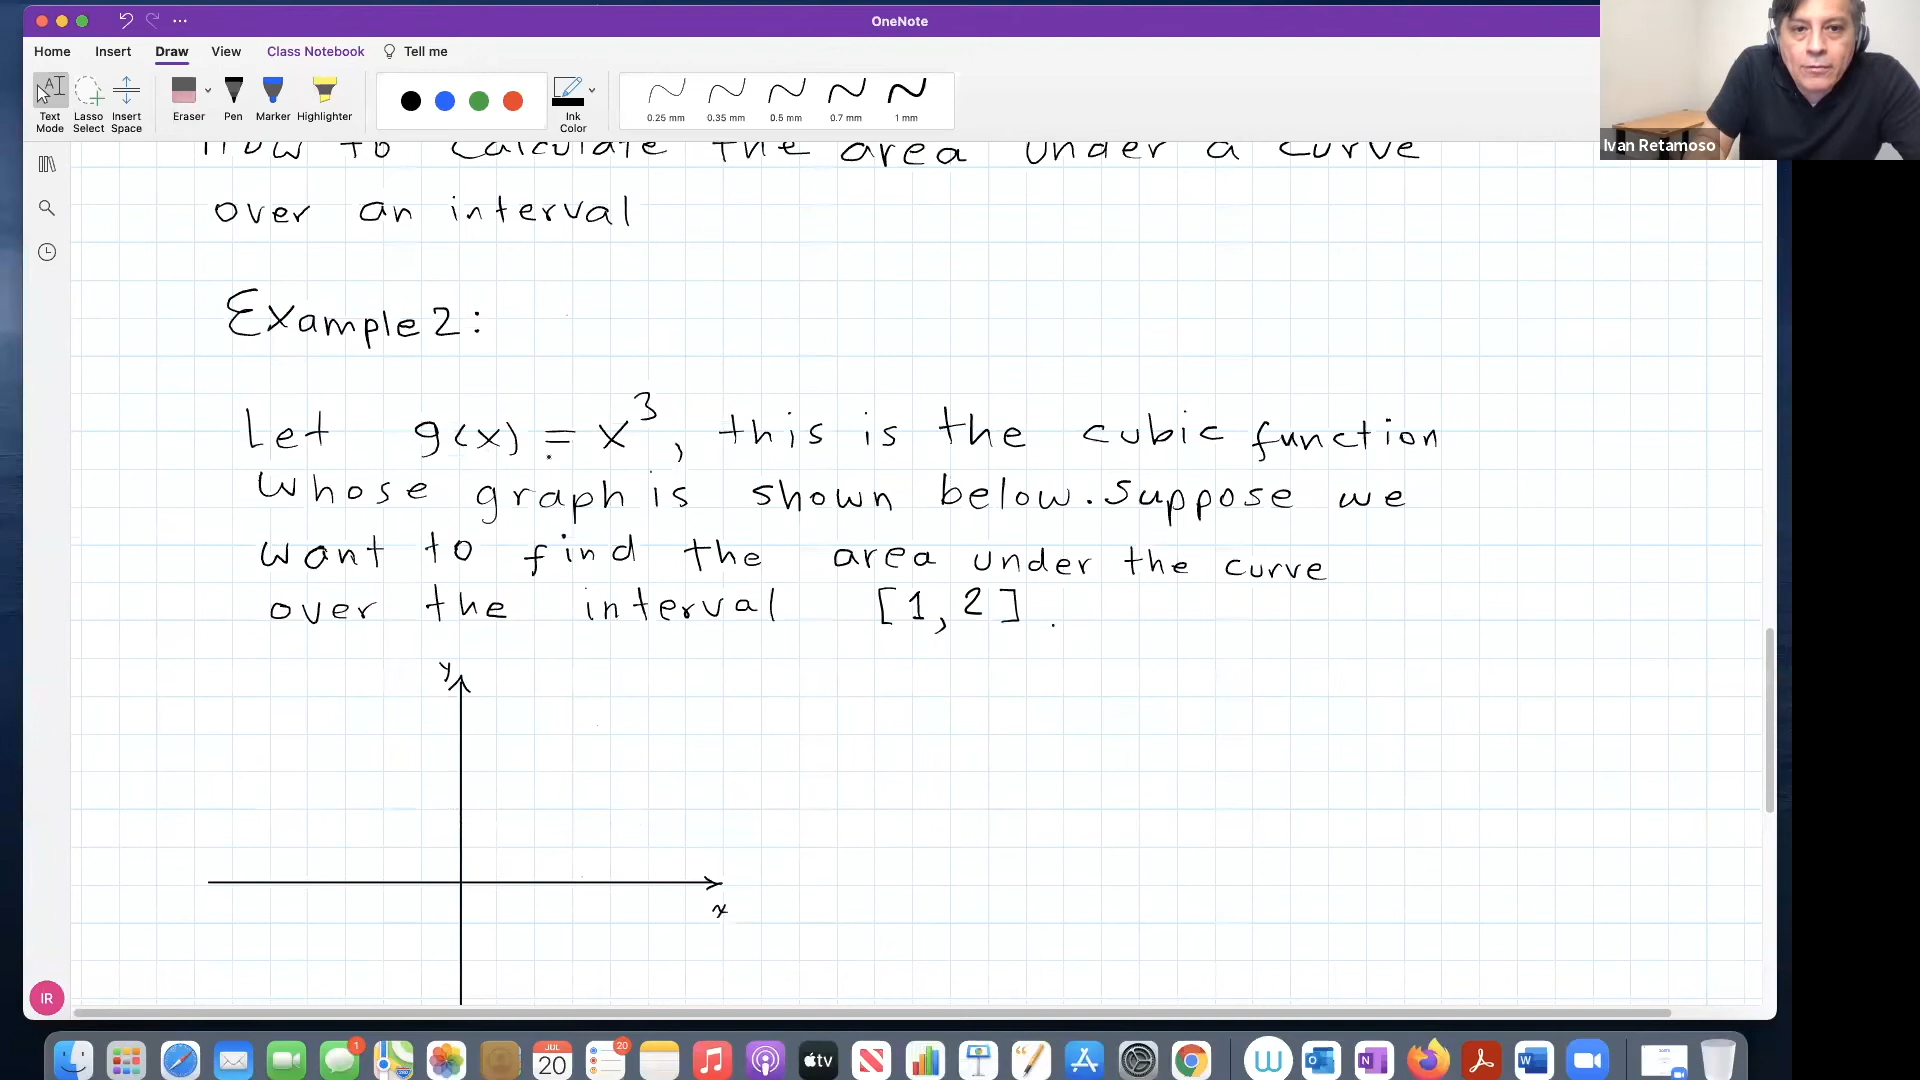 OneNote
Home Insert Draw View Class Notebook Tell me
Text Mode
Lasso Select
Insert Space
Eraser
Pen
Marker
Highlighter
Ink Color
0.25 mm 0.35 mm 0.5 mm 0.7 mm 1 mm
Ivan Retamoso
How to calculate the area under a curve
over an interval
Example 2:
Let g(x) = x³, this is the cubic function
whose graph is shown below. Suppose we
want to find the area under the curve
over the interval [1, 2].
y
x
IR
1
JUL
20
20
tv
W